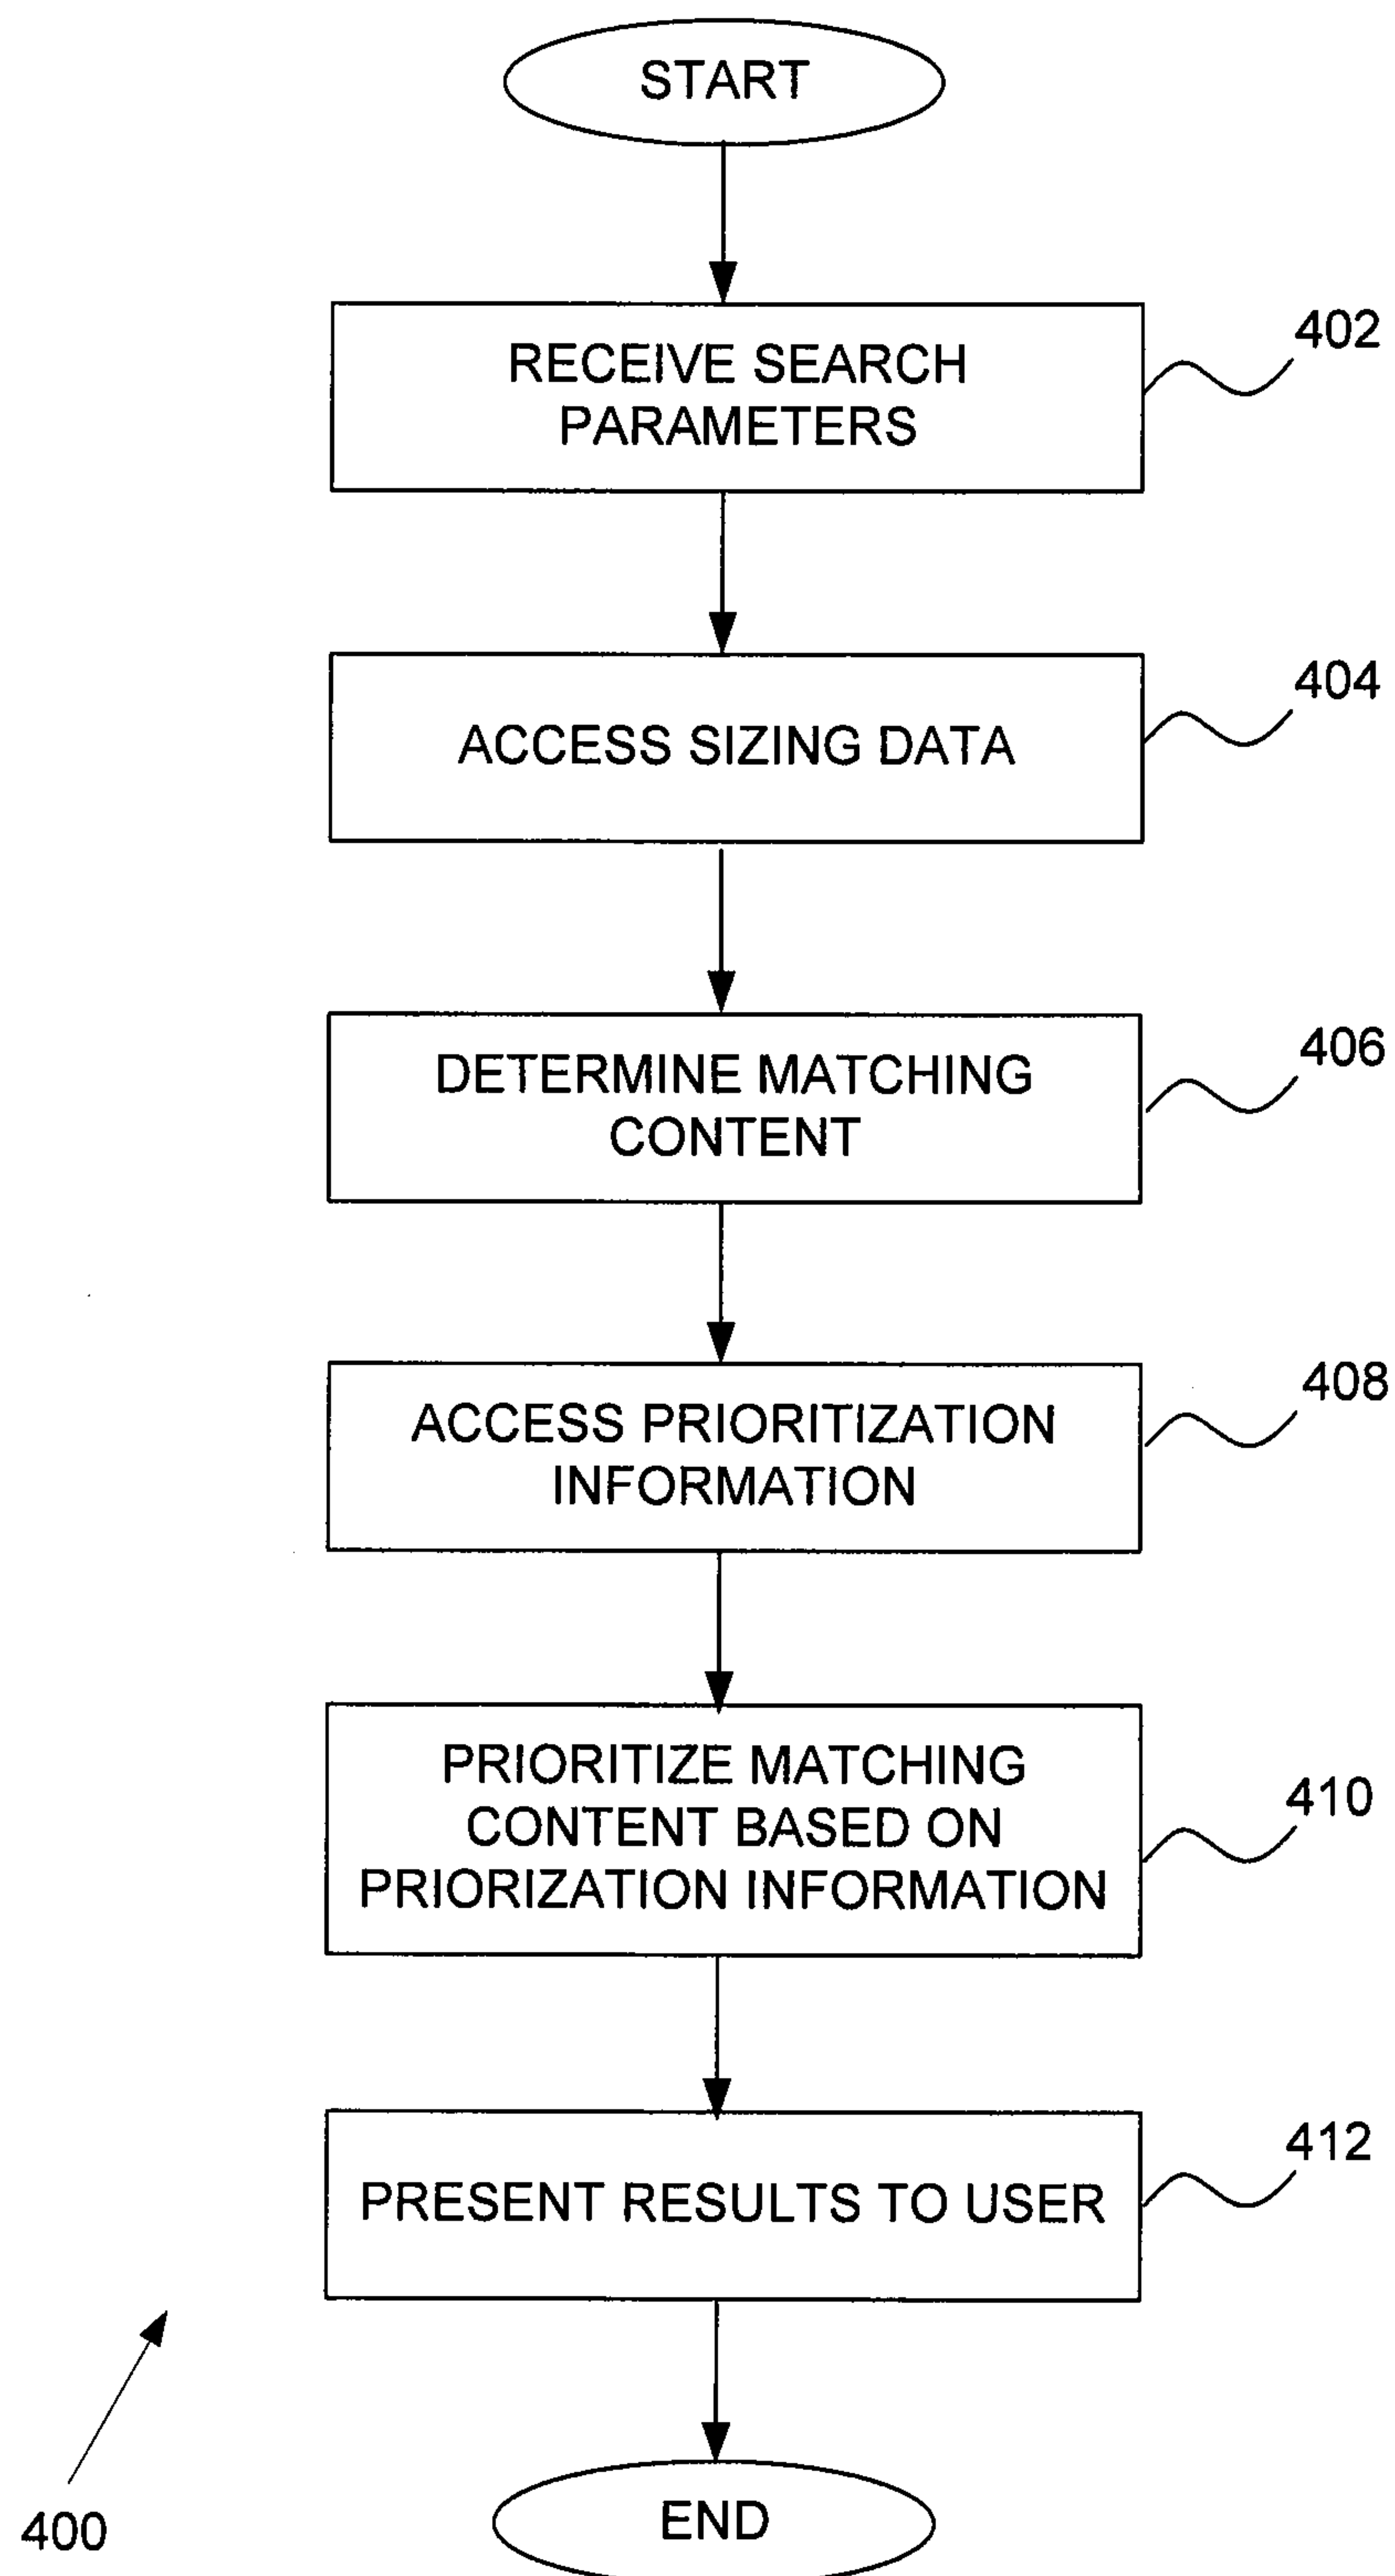 START
RECEIVE SEARCH
PARAMETERS
402
ACCESS SIZING DATA
404
DETERMINE MATCHING
CONTENT
406
ACCESS PRIORITIZATION
INFORMATION
408
PRIORITIZE MATCHING
CONTENT BASED ON
PRIORIZATION INFORMATION
410
PRESENT RESULTS TO USER
412
END
400